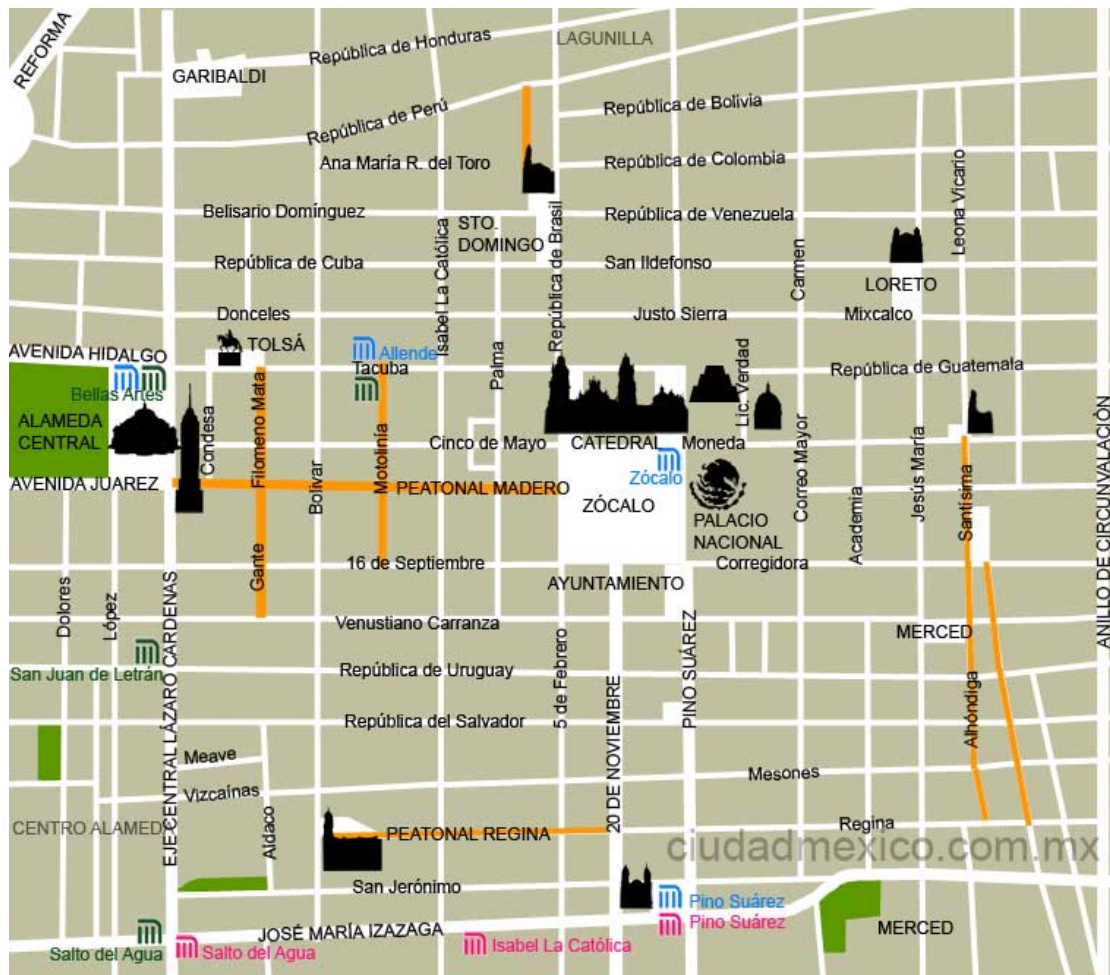 REFORMA
República de Honduras
LAGUNILLA
GARIBALDI
República de Perú
República de Bolivia
Ana María R. del Toro
República de Colombia
Leona Vicario
Belisario Domínguez
República de Venezuela
STO.
DOMINGO
República de Brasil
Isabel La Católica
República de Cuba
San Ildefonso
Carmen
LORETO
Donceles
Justo Sierra
Mixcalco
AVENIDA HIDALGO
TOLSÁ
Allende
Tacuba
Palma
Lic. Verdad
República de Guatemala
Bellas Artes
ALAMEDA
CENTRAL
Condesa
Filomeno Mata
Motolinía
Cinco de Mayo
CATEDRAL
Moneda
Zócalo
AVENIDA JUAREZ
Bolivar
PEATONAL MADERO
ZÓCALO
PALACIO
NACIONAL
Correo Mayor
Academia
Jesús María
Santísima
ANILLO DE CIRCUNVALACIÓN
Gante
16 de Septiembre
Corregidora
AYUNTAMIENTO
Dolores
López
EJE CENTRAL LÁZARO CARDENAS
Venustiano Carranza
MERCED
San Juan de Letrán
República de Uruguay
5 de Febrero
20 DE NOVIEMBRE
PINO SUÁREZ
Alhóndiga
República del Salvador
Meave
Mesones
Vizcaínas
CENTRO ALAMEDA
Aldaco
PEATONAL REGINA
Regina
ciudadmexico.com.mx
San Jerónimo
Pino Suárez
Pino Suárez
MERCED
JOSÉ MARÍA IZAZAGA
Salto del Agua
Salto del Agua
Isabel La Católica